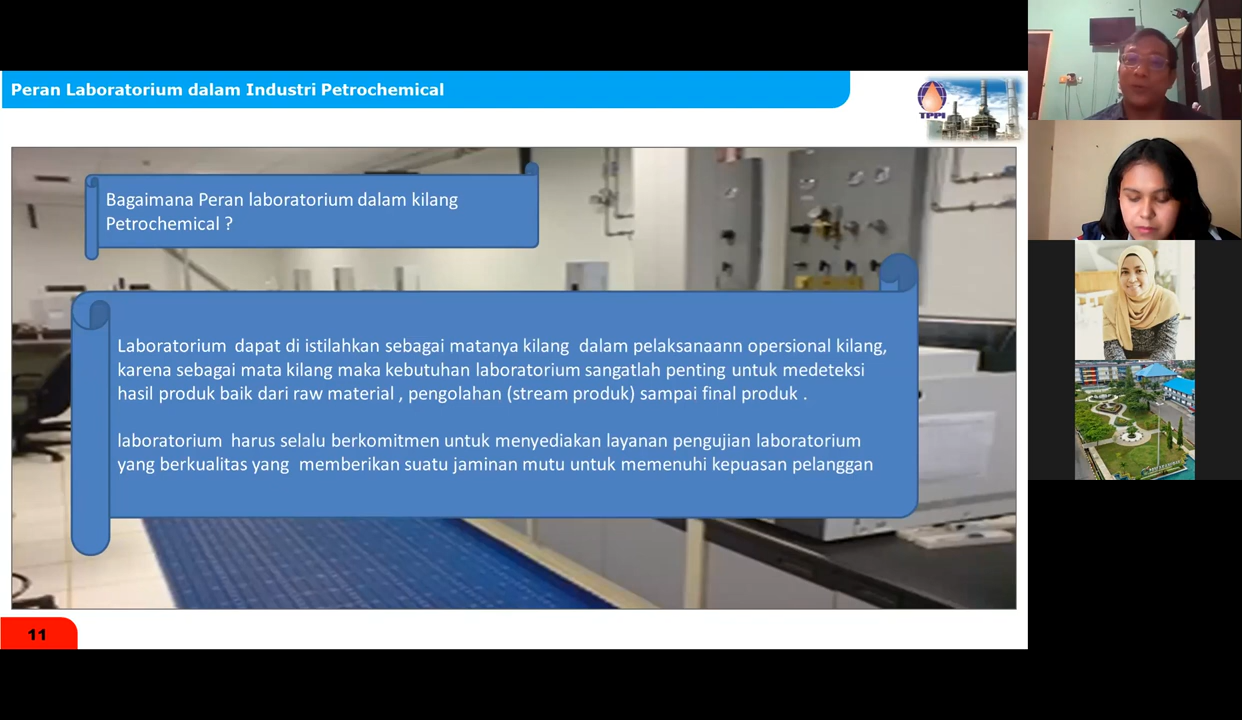 Peran Laboratorium dalam Industri Petrochemical
TPPI
Bagaimana Peran laboratorium dalam kilang
Petrochemical ?
Laboratorium dapat di istilahkan sebagai matanya kilang dalam pelaksanaann opersional kilang,
karena sebagai mata kilang maka kebutuhan laboratorium sangatlah penting untuk medeteksi
hasil produk baik dari raw material , pengolahan (stream produk) sampai final produk .
laboratorium harus selalu berkomitmen untuk menyediakan layanan pengujian laboratorium
yang berkualitas yang memberikan suatu jaminan mutu untuk memenuhi kepuasan pelanggan
11